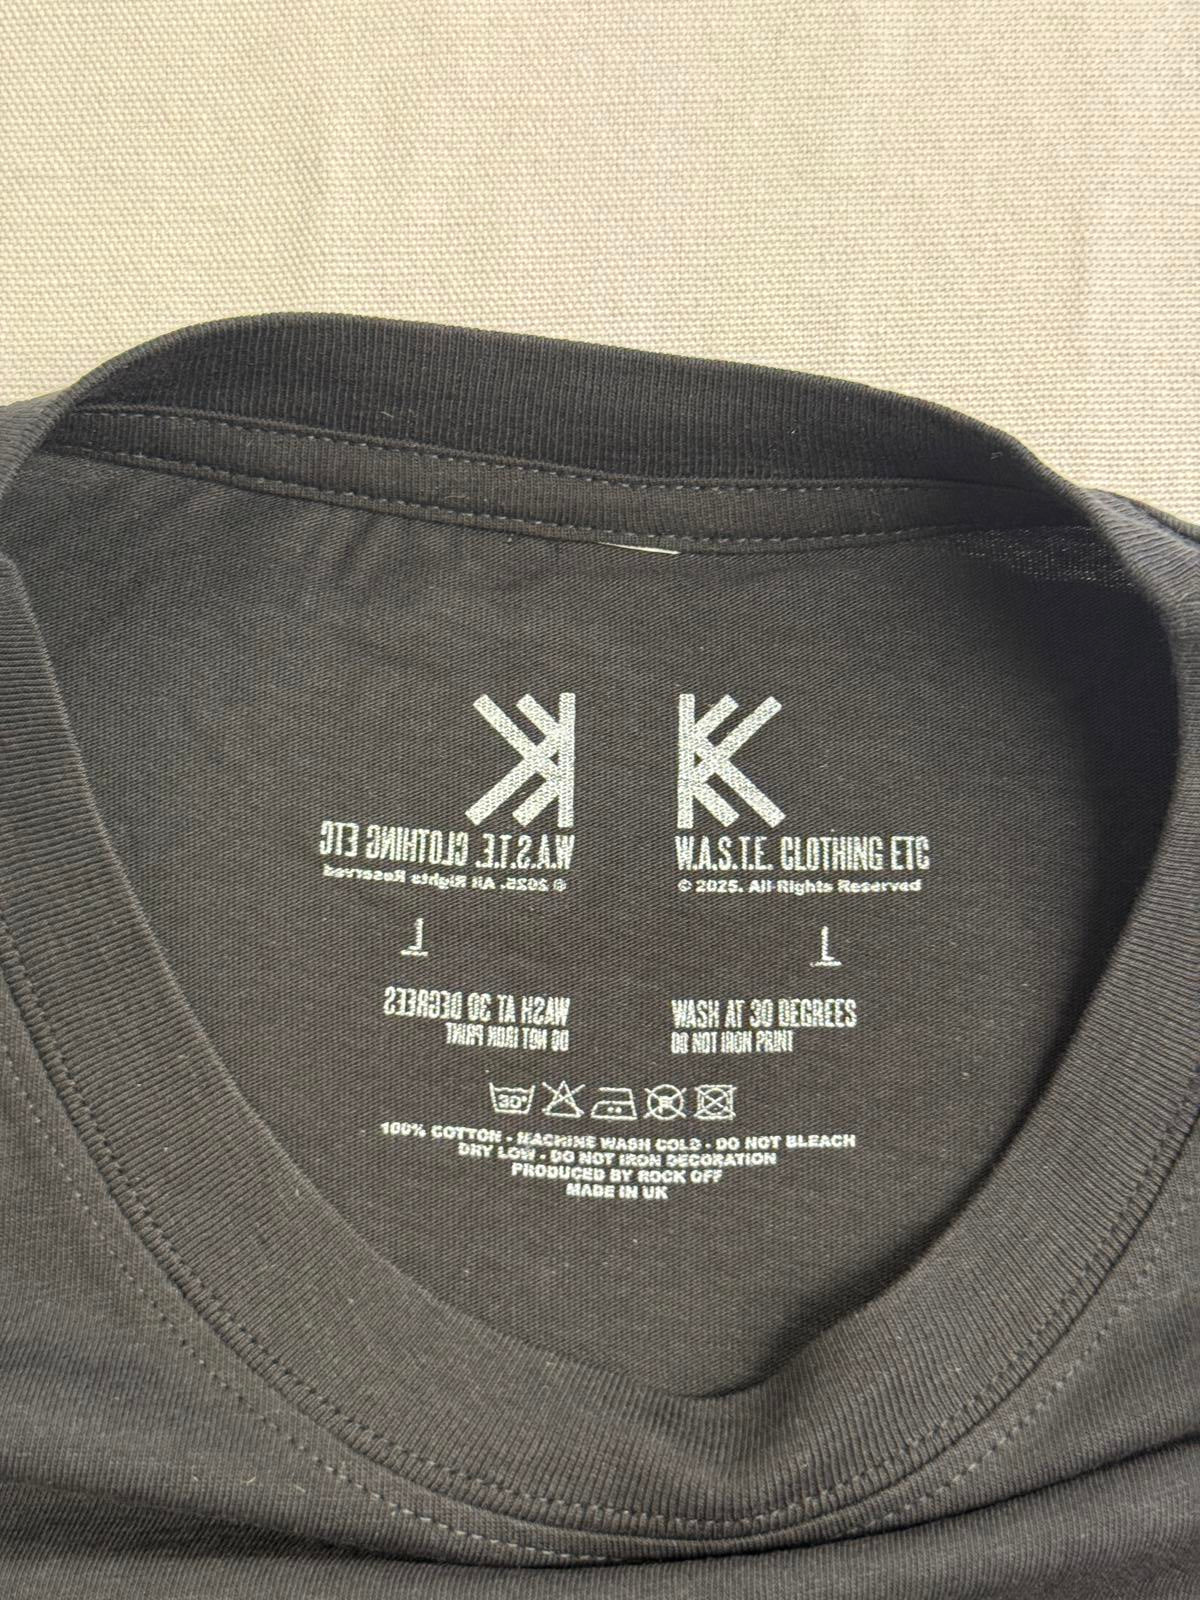 W.A.S.T.E. CLOTHING ETC W.A.S.T.E. CLOTHING ETC
© 2025. All Rights Reserved © 2025. All Rights Reserved
L L
WASH AT 30 DEGREES WASH AT 30 DEGREES
DO NOT IRON PRINT DO NOT IRON PRINT
30° P
100% COTTON - MACHINE WASH COLD - DO NOT BLEACH
DRY LOW - DO NOT IRON DECORATION
PRODUCED BY ROCK OFF
MADE IN UK